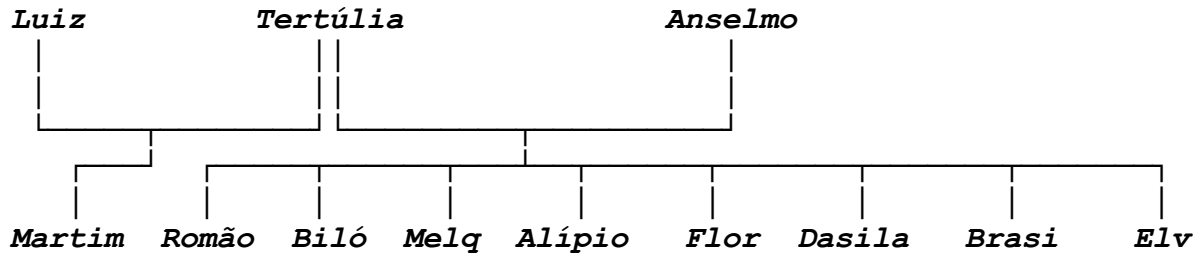 Luiz Tertúlia Anselmo
Martim Romão Biló Melq Alípio Flor Dasila Brasi Elv